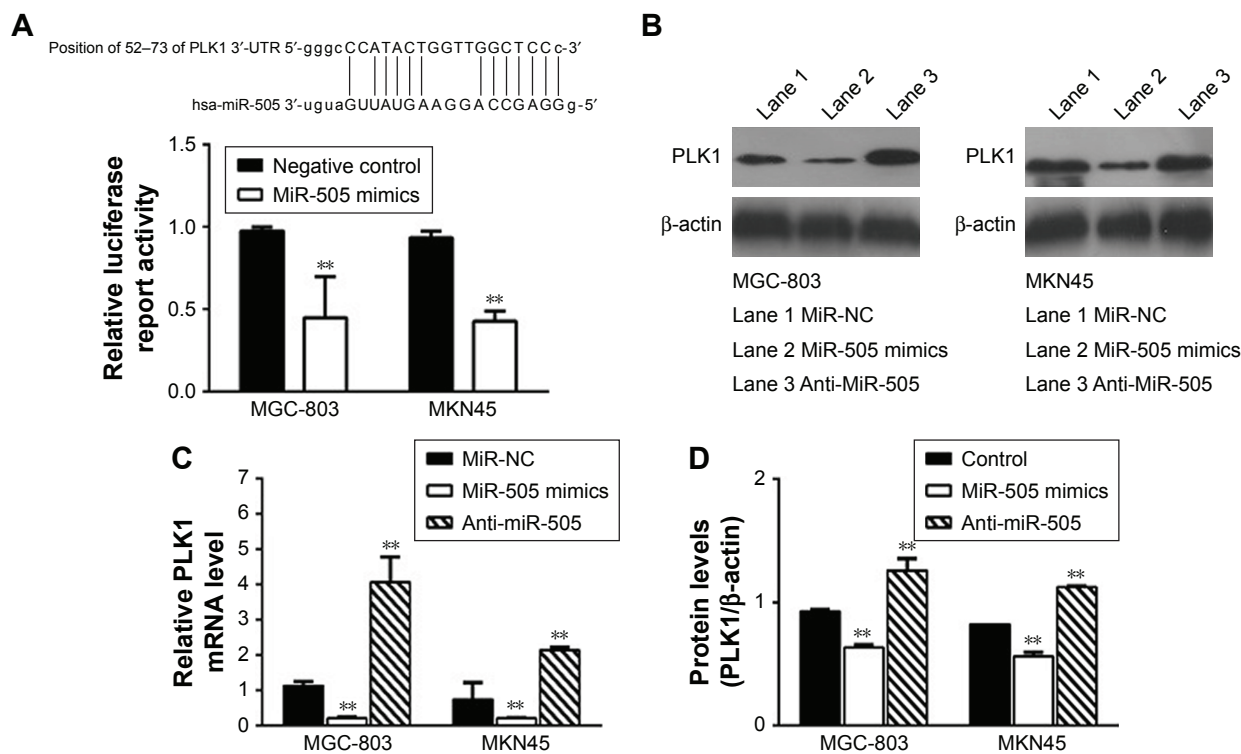 A
Position of 52–73 of PLK1 3′-UTR 5′-gggcCCATACTGGTTGGCTCCc-3′
hsa-miR-505 3′-uguaGUUAUGAAGGACCGAGGg-5′
Relative luciferase
report activity
1.5
1.0
0.5
0.0
Negative control
MiR-505 mimics
**
**
MGC-803
MKN45
B
Lane 1
Lane 2
Lane 3
Lane 1
Lane 2
Lane 3
PLK1
PLK1
β-actin
β-actin
MGC-803
Lane 1 MiR-NC
Lane 2 MiR-505 mimics
Lane 3 Anti-MiR-505
MKN45
Lane 1 MiR-NC
Lane 2 MiR-505 mimics
Lane 3 Anti-MiR-505
C
MiR-NC
MiR-505 mimics
Anti-miR-505
Relative PLK1
mRNA level
7
6
5
4
3
2
1
0
**
**
**
**
MGC-803
MKN45
D
Control
MiR-505 mimics
Anti-miR-505
Protein levels
(PLK1/β-actin)
2
1
0
**
**
**
**
MGC-803
MKN45